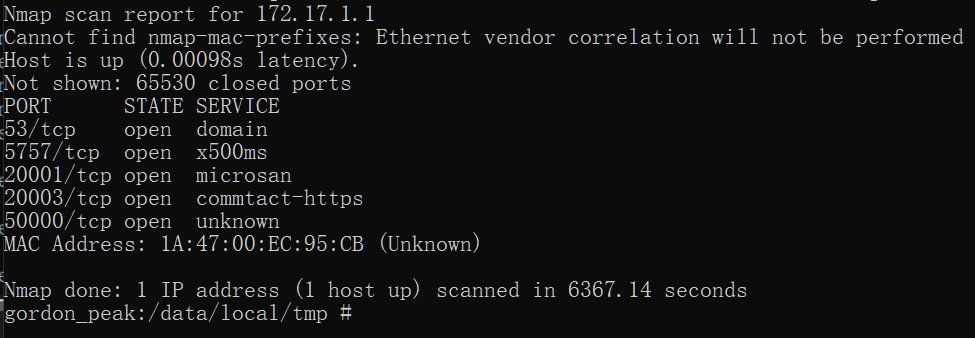 Nmap scan report for 172.17.1.1
Cannot find nmap-mac-prefixes: Ethernet vendor correlation will not be performed
Host is up (0.00098s latency).
Not shown: 65530 closed ports
PORT      STATE SERVICE
53/tcp    open  domain
5757/tcp  open  x500ms
20001/tcp open  microsan
20003/tcp open  commtact-https
50000/tcp open  unknown
MAC Address: 1A:47:00:EC:95:CB (Unknown)

Nmap done: 1 IP address (1 host up) scanned in 6367.14 seconds
gordon_peak:/data/local/tmp #